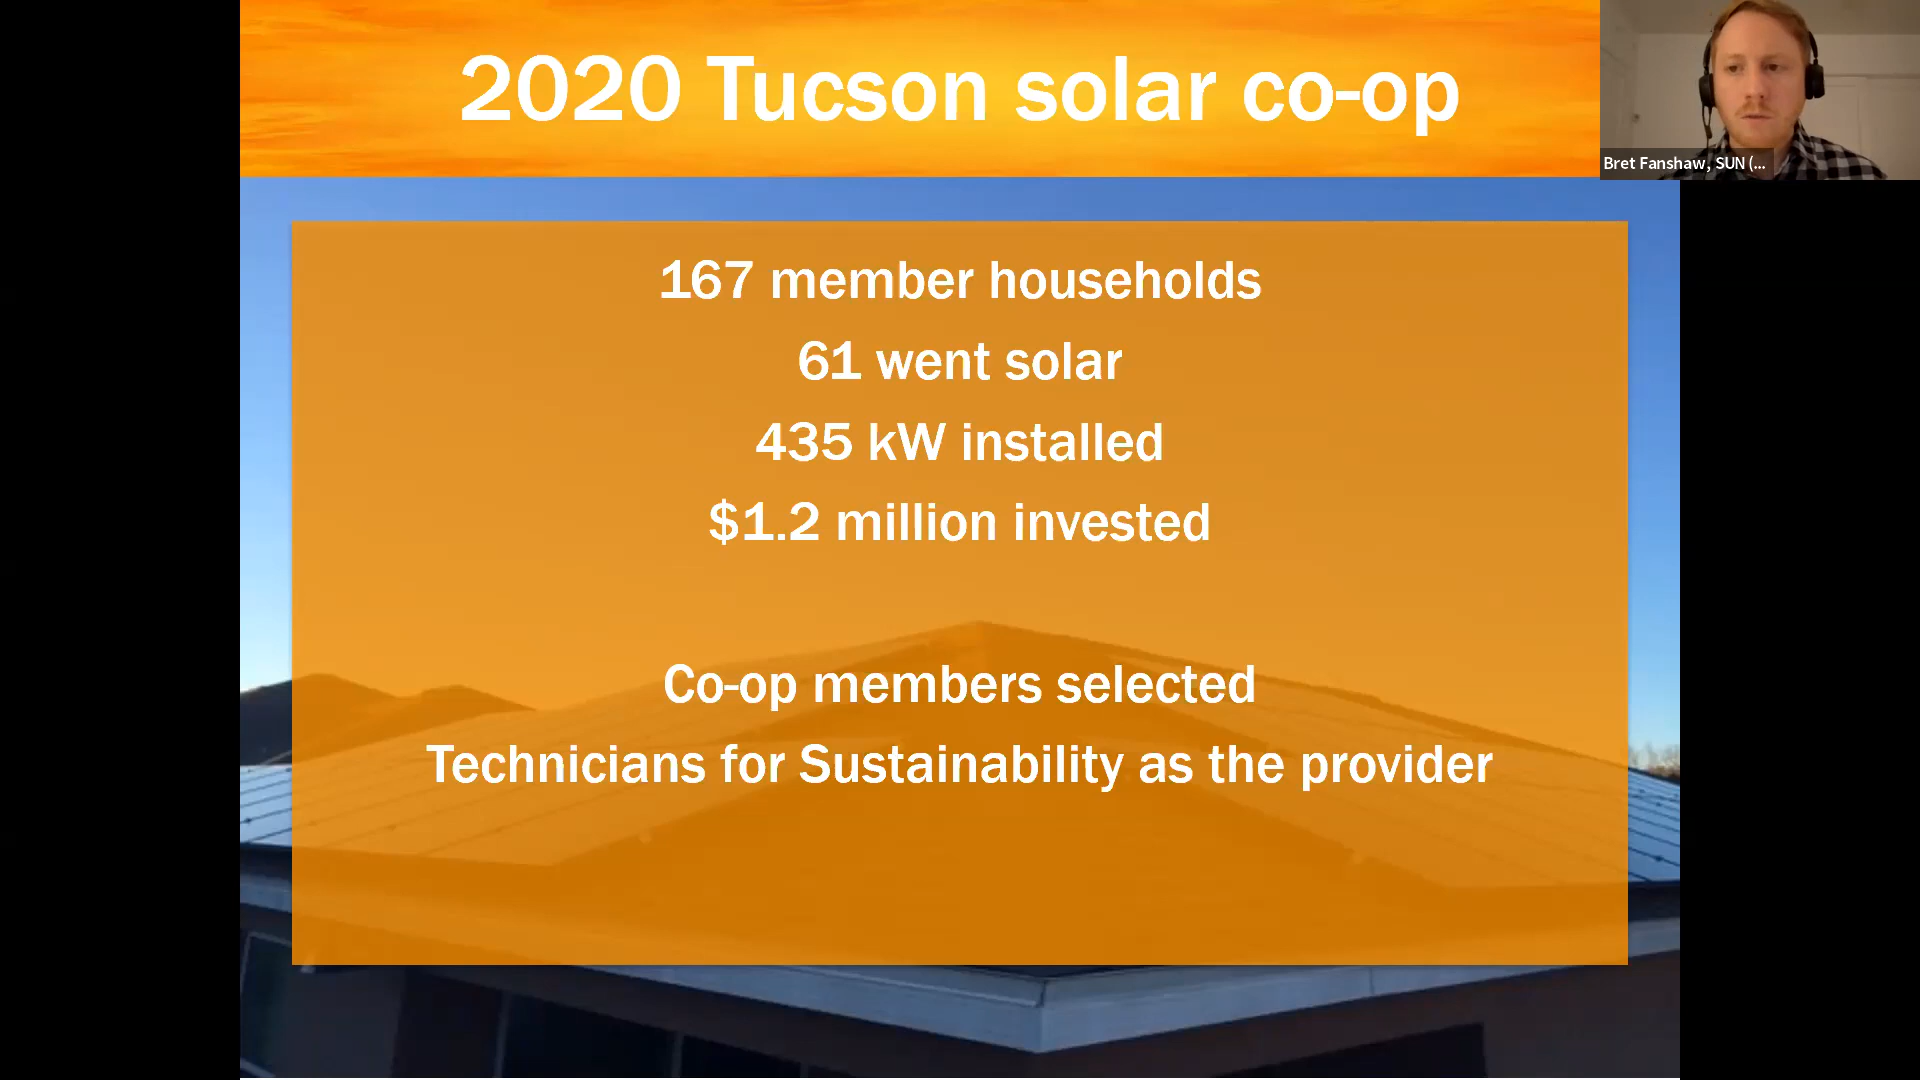 2020 Tucson solar co-op
Bret Fanshaw, SUN (...
167 member households
61 went solar
435 kW installed
$1.2 million invested
Co-op members selected
Technicians for Sustainability as the provider